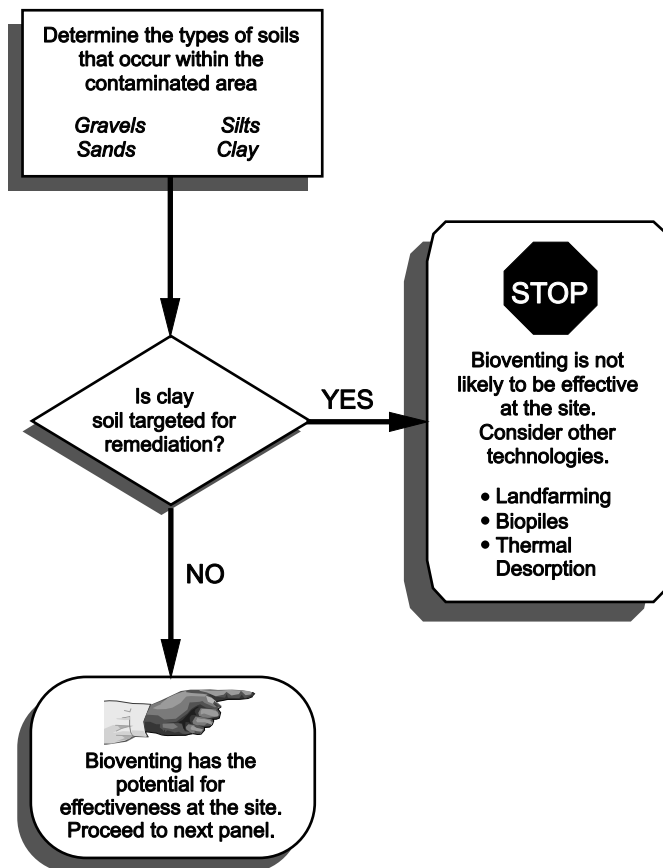 Determine the types of soils
that occur within the
contaminated area
Gravels Silts
Sands Clay
Is clay
soil targeted for
remediation?
YES
STOP
Bioventing is not
likely to be effective
at the site.
Consider other
technologies.
• Landfarming
• Biopiles
• Thermal
Desorption
NO
Bioventing has the
potential for
effectiveness at the site.
Proceed to next panel.